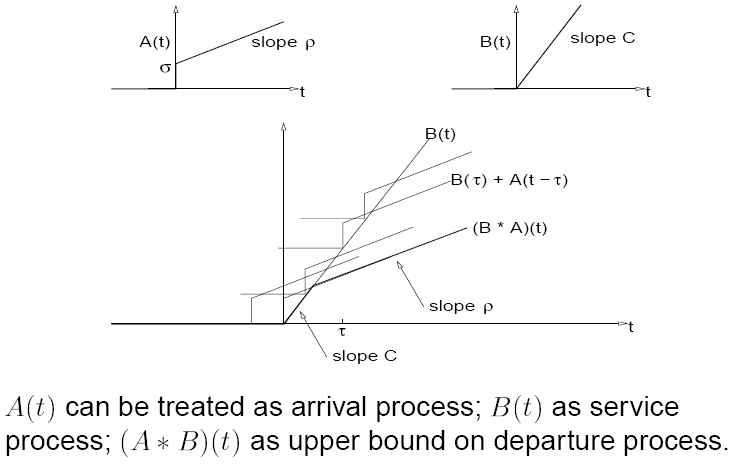 A(t)
σ
slope ρ
t
B(t)
slope C
t
B(t)
B(τ) + A(t − τ)
(B * A)(t)
slope ρ
τ
t
slope C
A(t) can be treated as arrival process; B(t) as service
process; (A ∗ B)(t) as upper bound on departure process.